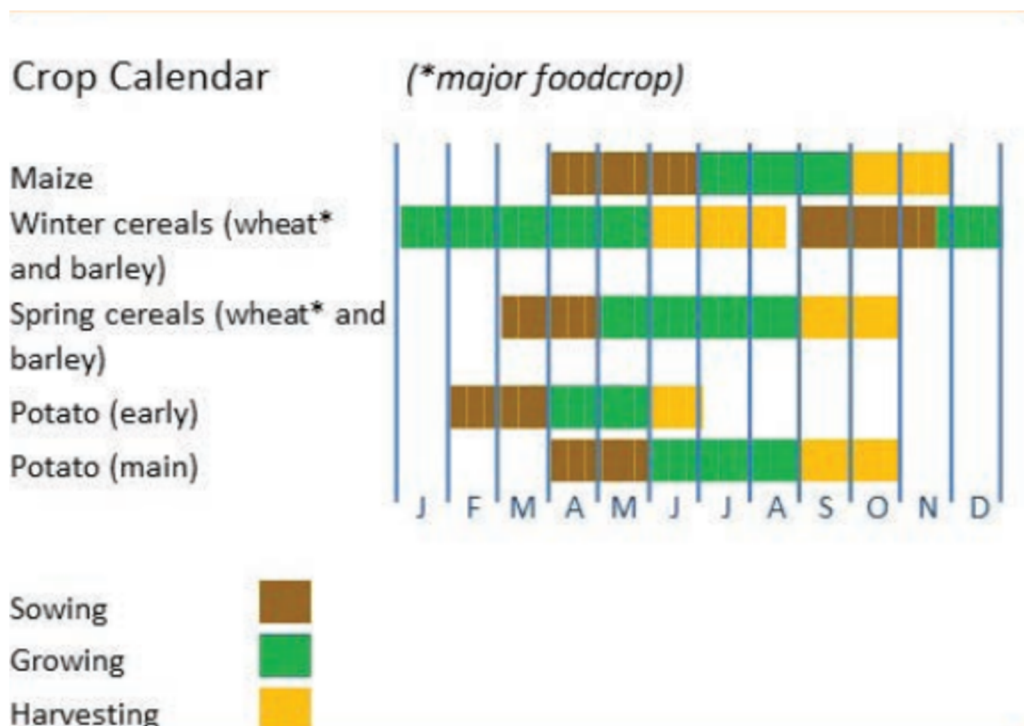 Crop Calendar (*major foodcrop)
Maize
Winter cereals (wheat*
and barley)
Spring cereals (wheat* and
barley)
Potato (early)
Potato (main)
J F M A M J J A S O N D
Sowing
Growing
Harvesting